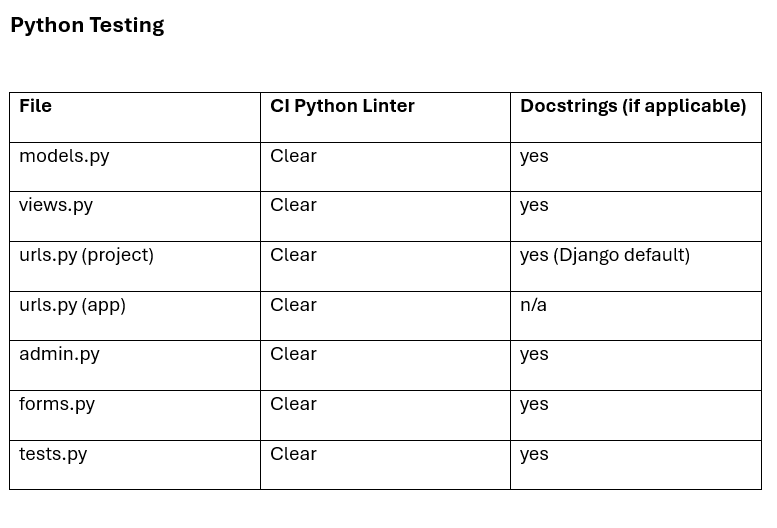 Python Testing
File CI Python Linter Docstrings (if applicable)
models.py Clear yes
views.py Clear yes
urls.py (project) Clear yes (Django default)
urls.py (app) Clear n/a
admin.py Clear yes
forms.py Clear yes
tests.py Clear yes